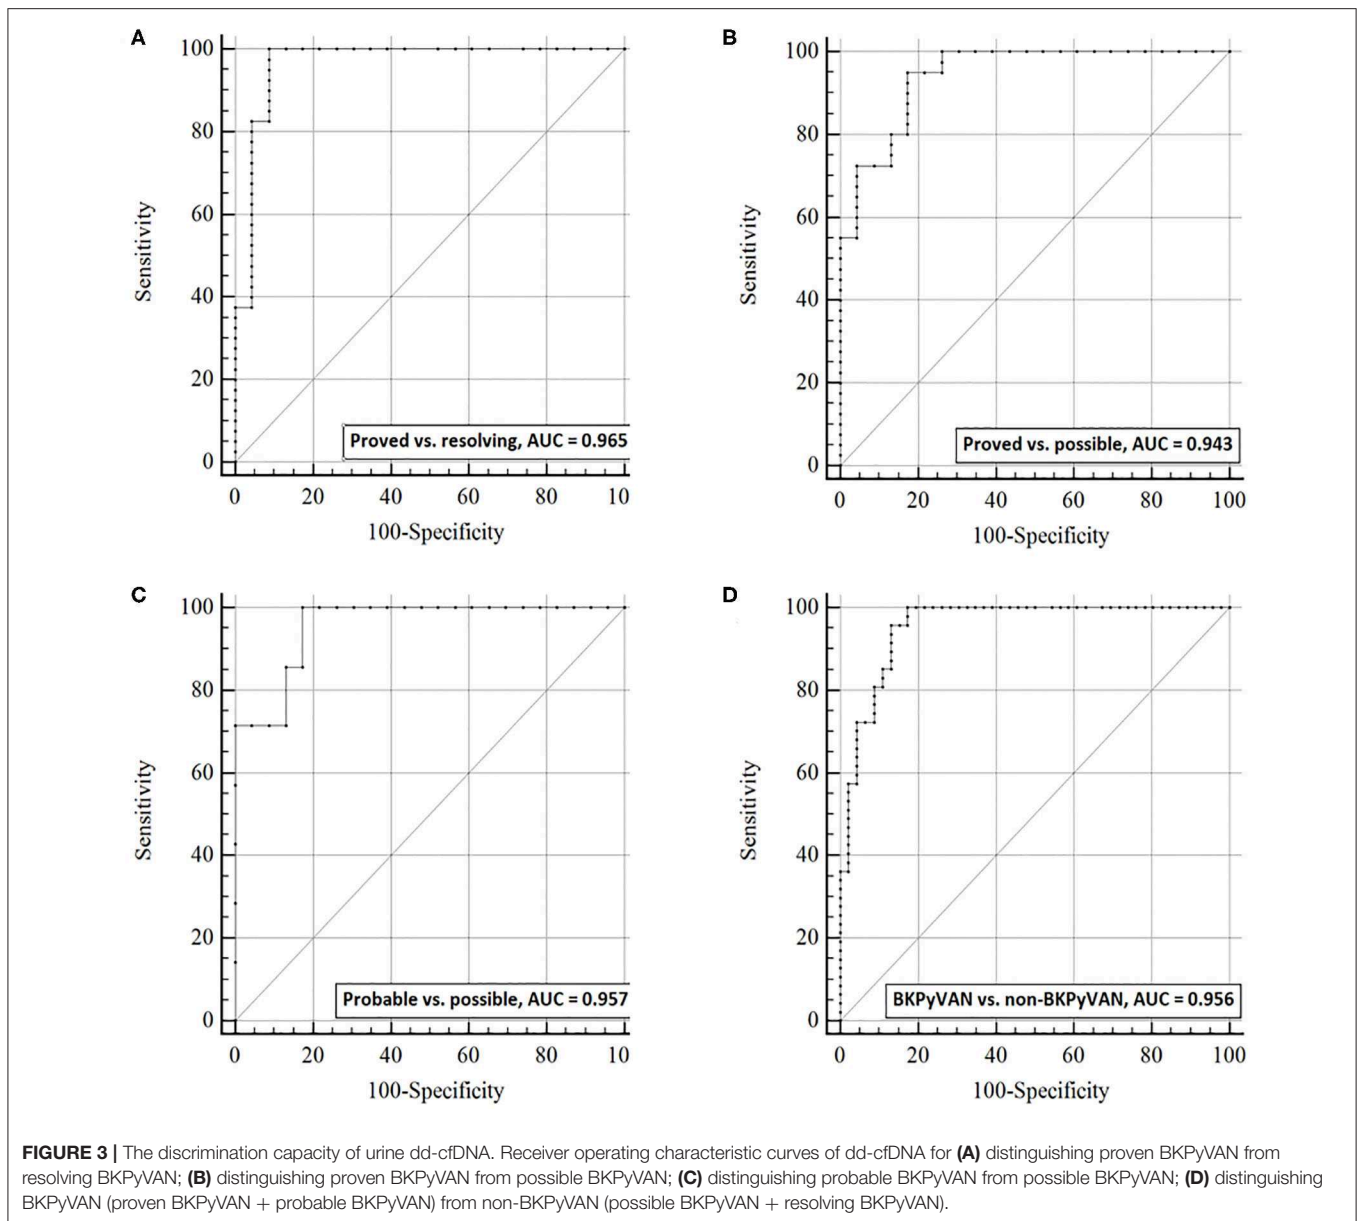 A
100
80
60
40
20
0
Sensitivity
Proved vs. resolving, AUC = 0.965
0 20 40 60 80 10
100-Specificity
B
100
80
60
40
20
0
Sensitivity
Proved vs. possible, AUC = 0.943
0 20 40 60 80 100
100-Specificity
C
100
80
60
40
20
0
Sensitivity
Probable vs. possible, AUC = 0.957
0 20 40 60 80 10
100-Specificity
D
100
80
60
40
20
0
Sensitivity
BKPyVAN vs. non-BKPyVAN, AUC = 0.956
0 20 40 60 80 100
100-Specificity
FIGURE 3 | The discrimination capacity of urine dd-cfDNA. Receiver operating characteristic curves of dd-cfDNA for (A) distinguishing proven BKPyVAN from
resolving BKPyVAN; (B) distinguishing proven BKPyVAN from possible BKPyVAN; (C) distinguishing probable BKPyVAN from possible BKPyVAN; (D) distinguishing
BKPyVAN (proven BKPyVAN + probable BKPyVAN) from non-BKPyVAN (possible BKPyVAN + resolving BKPyVAN).